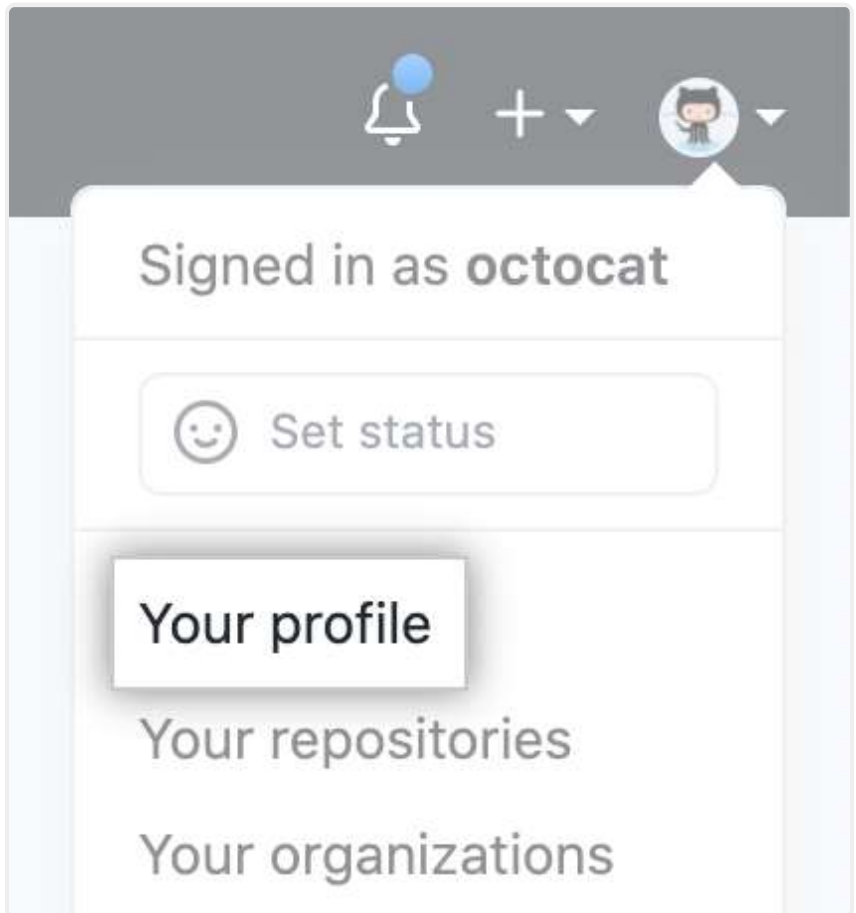 Signed in as octocat
Set status
Your profile
Your repositories
Your organizations